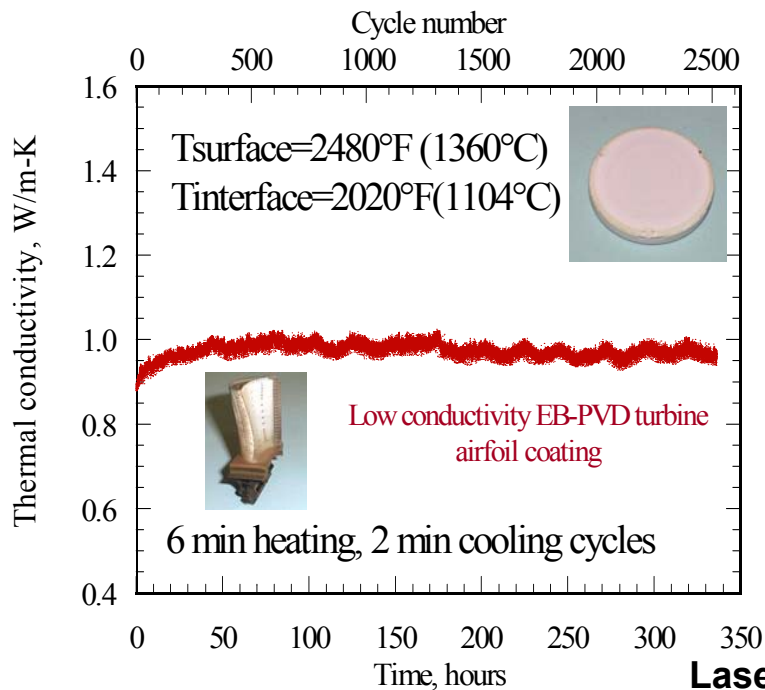 Cycle number
0 500 1000 1500 2000 2500
1.6
1.4
1.2
1.0
0.8
0.6
0.4
Thermal conductivity, W/m-K
Tsurface=2480°F (1360°C)
Tinterface=2020°F(1104°C)
Low conductivity EB-PVD turbine
airfoil coating
6 min heating, 2 min cooling cycles
0 50 100 150 200 250 300 350
Time, hours
Lase